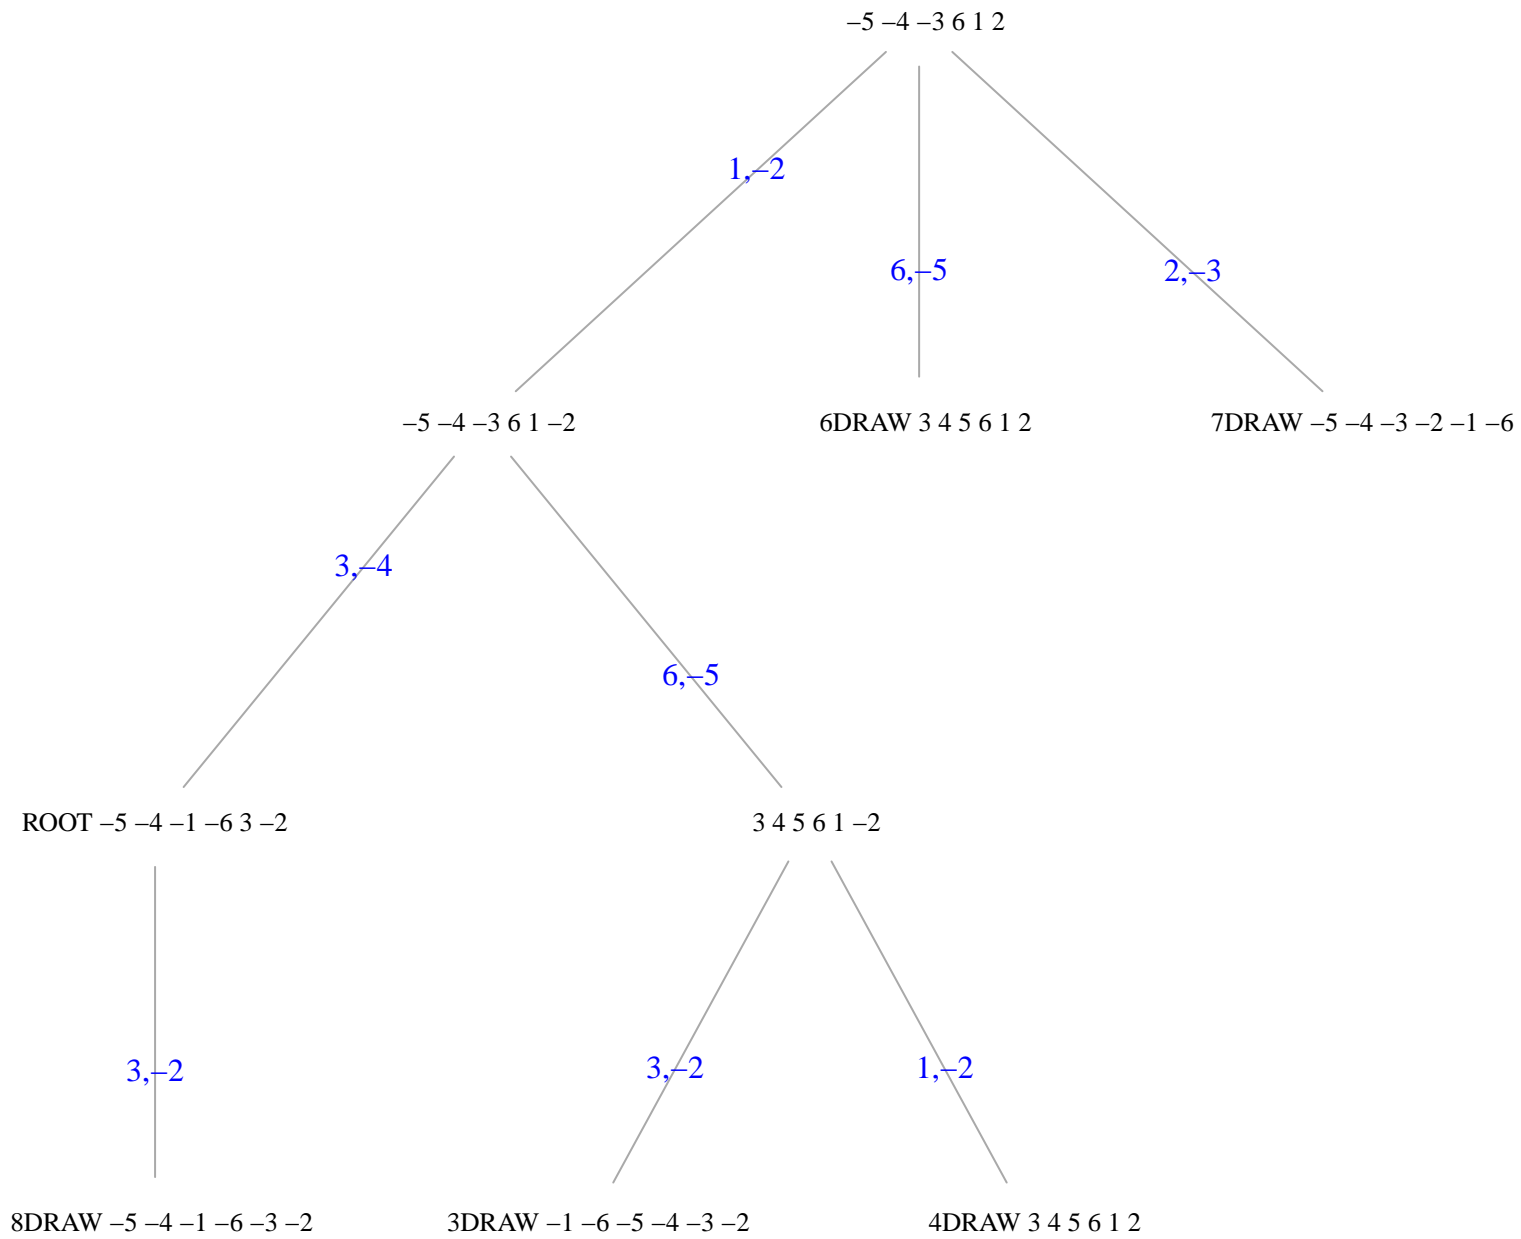 –5 –4 –3 6 1 2
1,–2
6,–5
2,–3
–5 –4 –3 6 1 –2
6DRAW 3 4 5 6 1 2
7DRAW –5 –4 –3 –2 –1 –6
3,–4
6,–5
ROOT –5 –4 –1 –6 3 –2
3 4 5 6 1 –2
3,–2
3,–2
1,–2
8DRAW –5 –4 –1 –6 –3 –2
3DRAW –1 –6 –5 –4 –3 –2
4DRAW 3 4 5 6 1 2